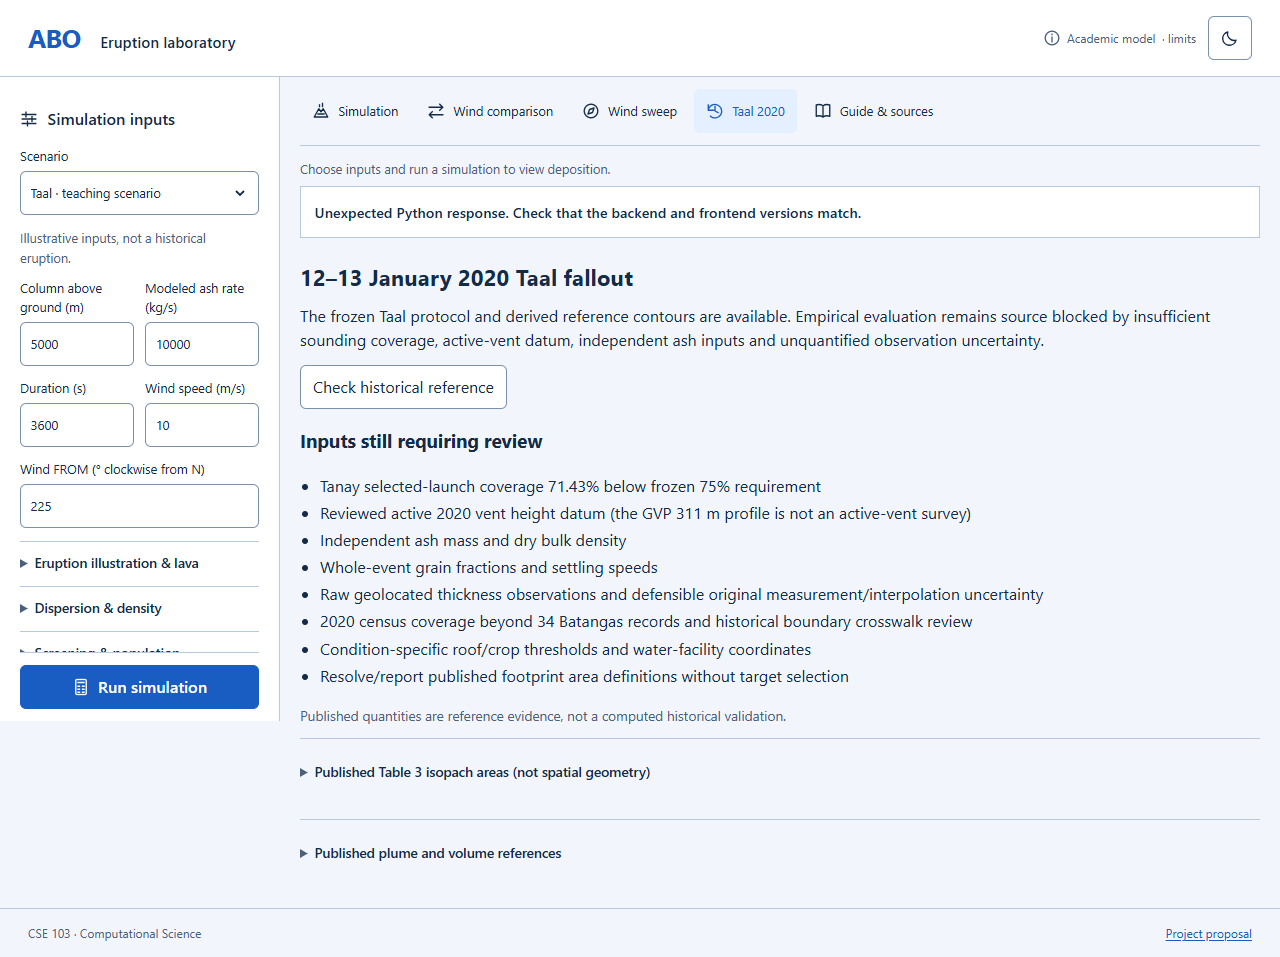 ABO Eruption laboratory
Academic model · limits
Simulation inputs
Scenario
Taal · teaching scenario
Illustrative inputs, not a historical
eruption.
Column above
ground (m)
Modeled ash rate
(kg/s)
5000
10000
Duration (s)
Wind speed (m/s)
3600
10
Wind FROM (° clockwise from N)
225
Eruption illustration & lava
Dispersion & density
Screening & population
Run simulation
Simulation
Wind comparison
Wind sweep
Taal 2020
Guide & sources
Choose inputs and run a simulation to view deposition.
Unexpected Python response. Check that the backend and frontend versions match.
12–13 January 2020 Taal fallout
The frozen Taal protocol and derived reference contours are available. Empirical evaluation remains source blocked by insufficient
sounding coverage, active-vent datum, independent ash inputs and unquantified observation uncertainty.
Check historical reference
Inputs still requiring review
Tanay selected-launch coverage 71.43% below frozen 75% requirement
Reviewed active 2020 vent height datum (the GVP 311 m profile is not an active-vent survey)
Independent ash mass and dry bulk density
Whole-event grain fractions and settling speeds
Raw geolocated thickness observations and defensible original measurement/interpolation uncertainty
2020 census coverage beyond 34 Batangas records and historical boundary crosswalk review
Condition-specific roof/crop thresholds and water-facility coordinates
Resolve/report published footprint area definitions without target selection
Published quantities are reference evidence, not a computed historical validation.
Published Table 3 isopach areas (not spatial geometry)
Published plume and volume references
CSE 103 · Computational Science
Project proposal